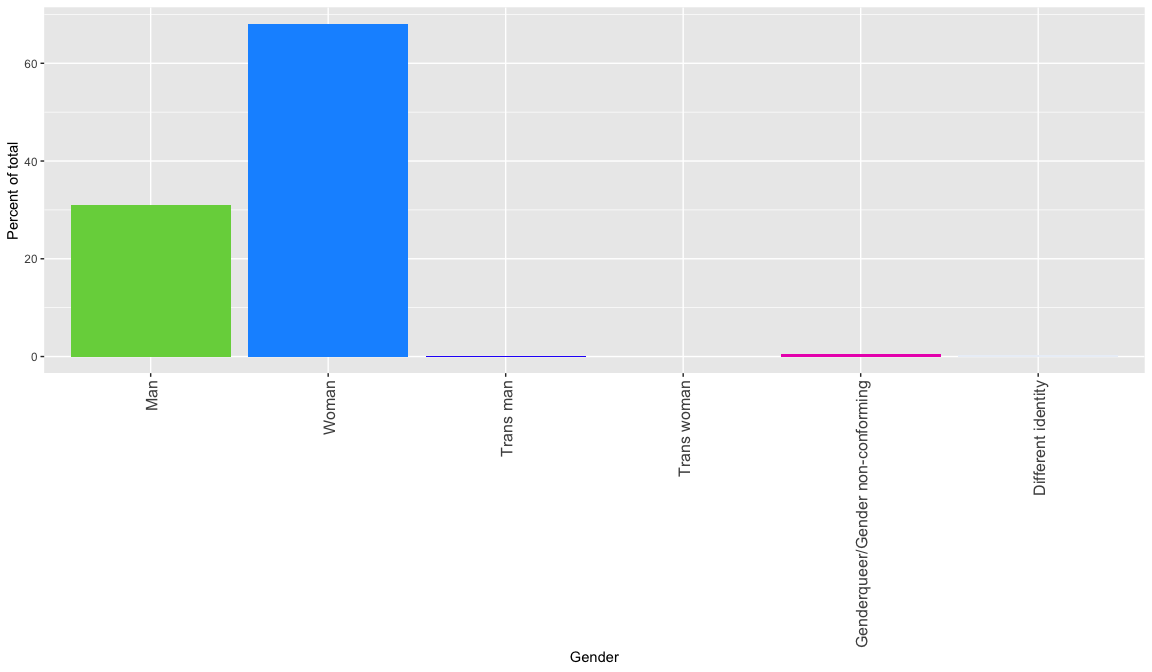 Percent of total
60
40
20
0
Man
Woman
Trans man
Trans woman
Genderqueer/Gender non-conforming
Different identity
Gender